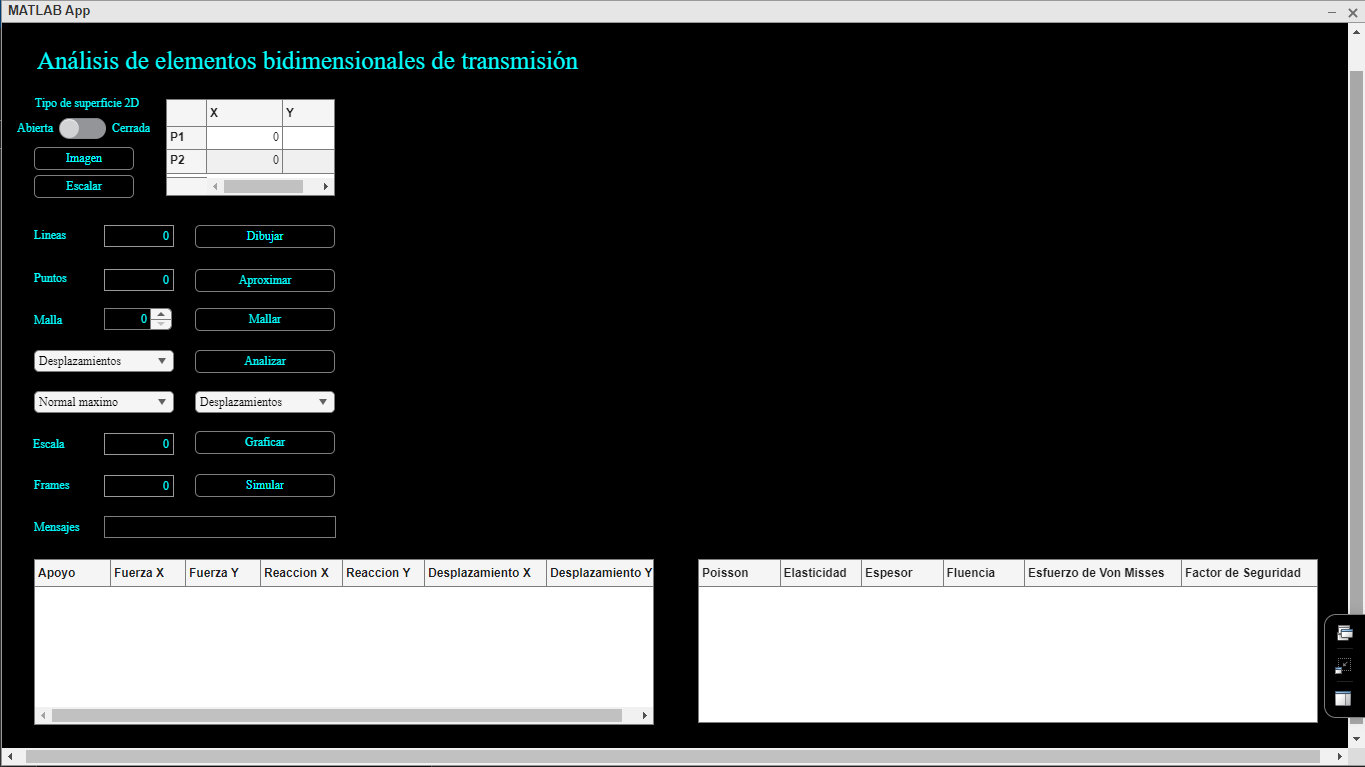 MATLAB App
Análisis de elementos bidimensionales de transmisión
Tipo de superficie 2D
Abierta Cerrada
Imagen
Escalar
X Y
P1 0
P2 0
Lineas 0 Dibujar
Puntos 0 Aproximar
Malla 0 Mallar
Desplazamientos Analizar
Normal maximo Desplazamientos
Escala 0 Graficar
Frames 0 Simular
Mensajes
Apoyo Fuerza X Fuerza Y Reaccion X Reaccion Y Desplazamiento X Desplazamiento Y
Poisson Elasticidad Espesor Fluencia Esfuerzo de Von Misses Factor de Seguridad